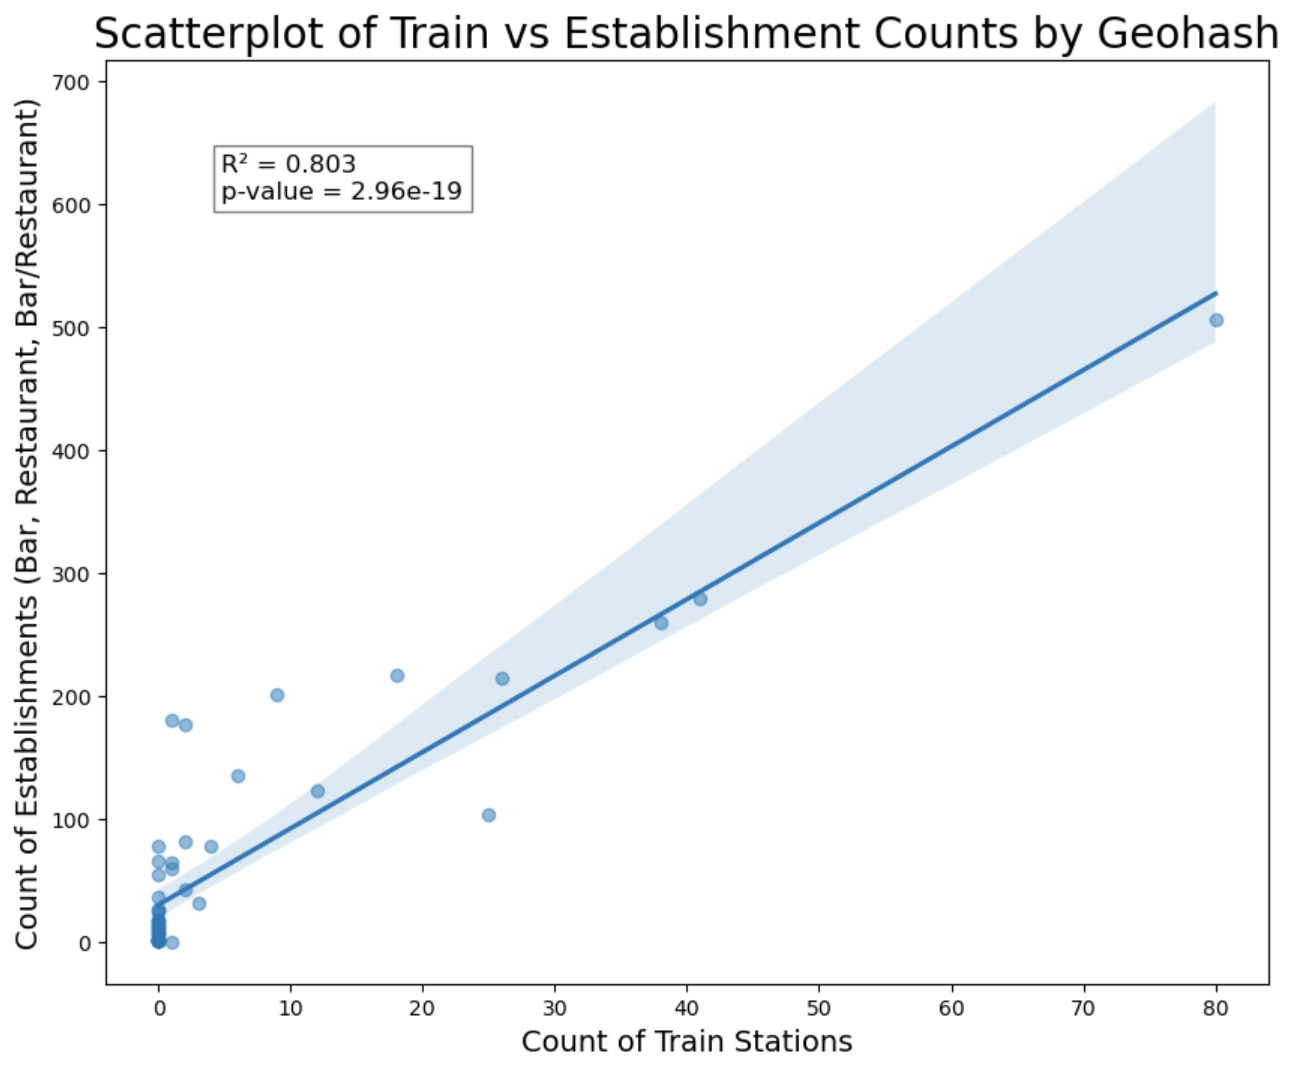 Scatterplot of Train vs Establishment Counts by Geohash
R² = 0.803
p-value = 2.96e-19
Count of Establishments (Bar, Restaurant, Bar/Restaurant)
700
600
500
400
300
200
100
0
0 10 20 30 40 50 60 70 80
Count of Train Stations